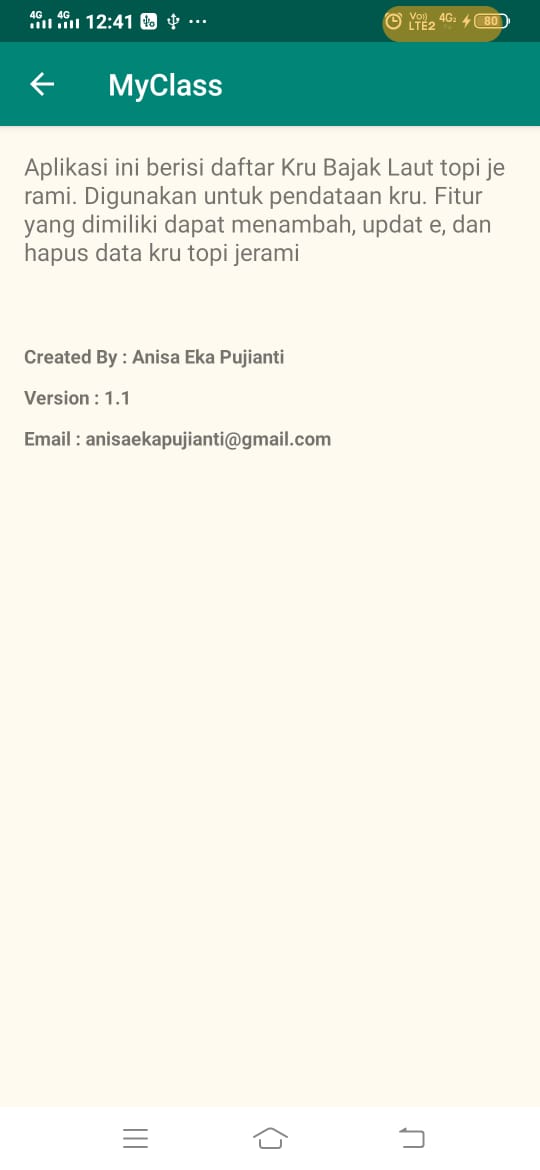 4G 4G 12:41 ... Vo)) LTE2 4G2 80
MyClass
Aplikasi ini berisi daftar Kru Bajak Laut topi je
rami. Digunakan untuk pendataan kru. Fitur
yang dimiliki dapat menambah, updat e, dan
hapus data kru topi jerami
Created By : Anisa Eka Pujianti
Version : 1.1
Email : anisaekapujianti@gmail.com